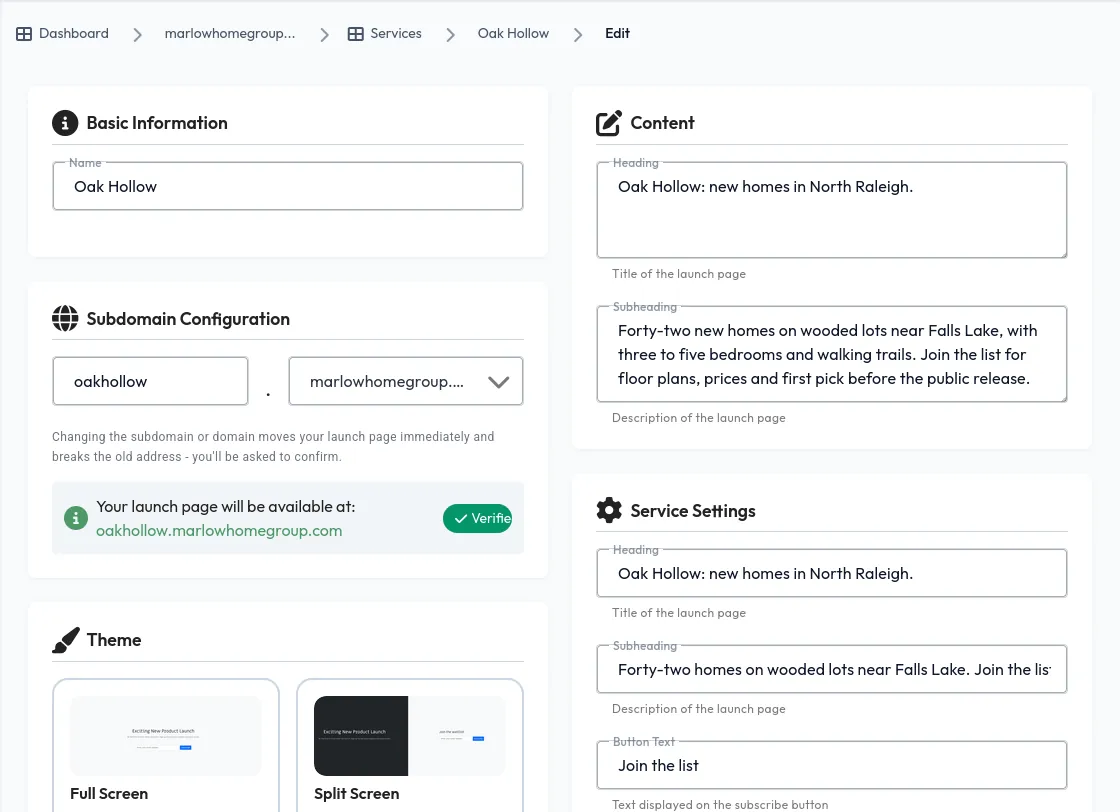 Dashboard
marlowhomegroup...
Services
Oak Hollow
Edit
Basic Information
Name
Oak Hollow
Subdomain Configuration
oakhollow
.
marlowhomegroup....
Changing the subdomain or domain moves your launch page immediately and
breaks the old address - you'll be asked to confirm.
Your launch page will be available at:
oakhollow.marlowhomegroup.com
Verifie
Theme
Exciting New Product Launch
Full Screen
Exciting New Product Launch
Join the waitlist
Split Screen
Content
Heading
Oak Hollow: new homes in North Raleigh.
Title of the launch page
Subheading
Forty-two new homes on wooded lots near Falls Lake, with
three to five bedrooms and walking trails. Join the list for
floor plans, prices and first pick before the public release.
Description of the launch page
Service Settings
Heading
Oak Hollow: new homes in North Raleigh.
Title of the launch page
Subheading
Forty-two homes on wooded lots near Falls Lake. Join the lis
Description of the launch page
Button Text
Join the list
Text displayed on the subscribe button